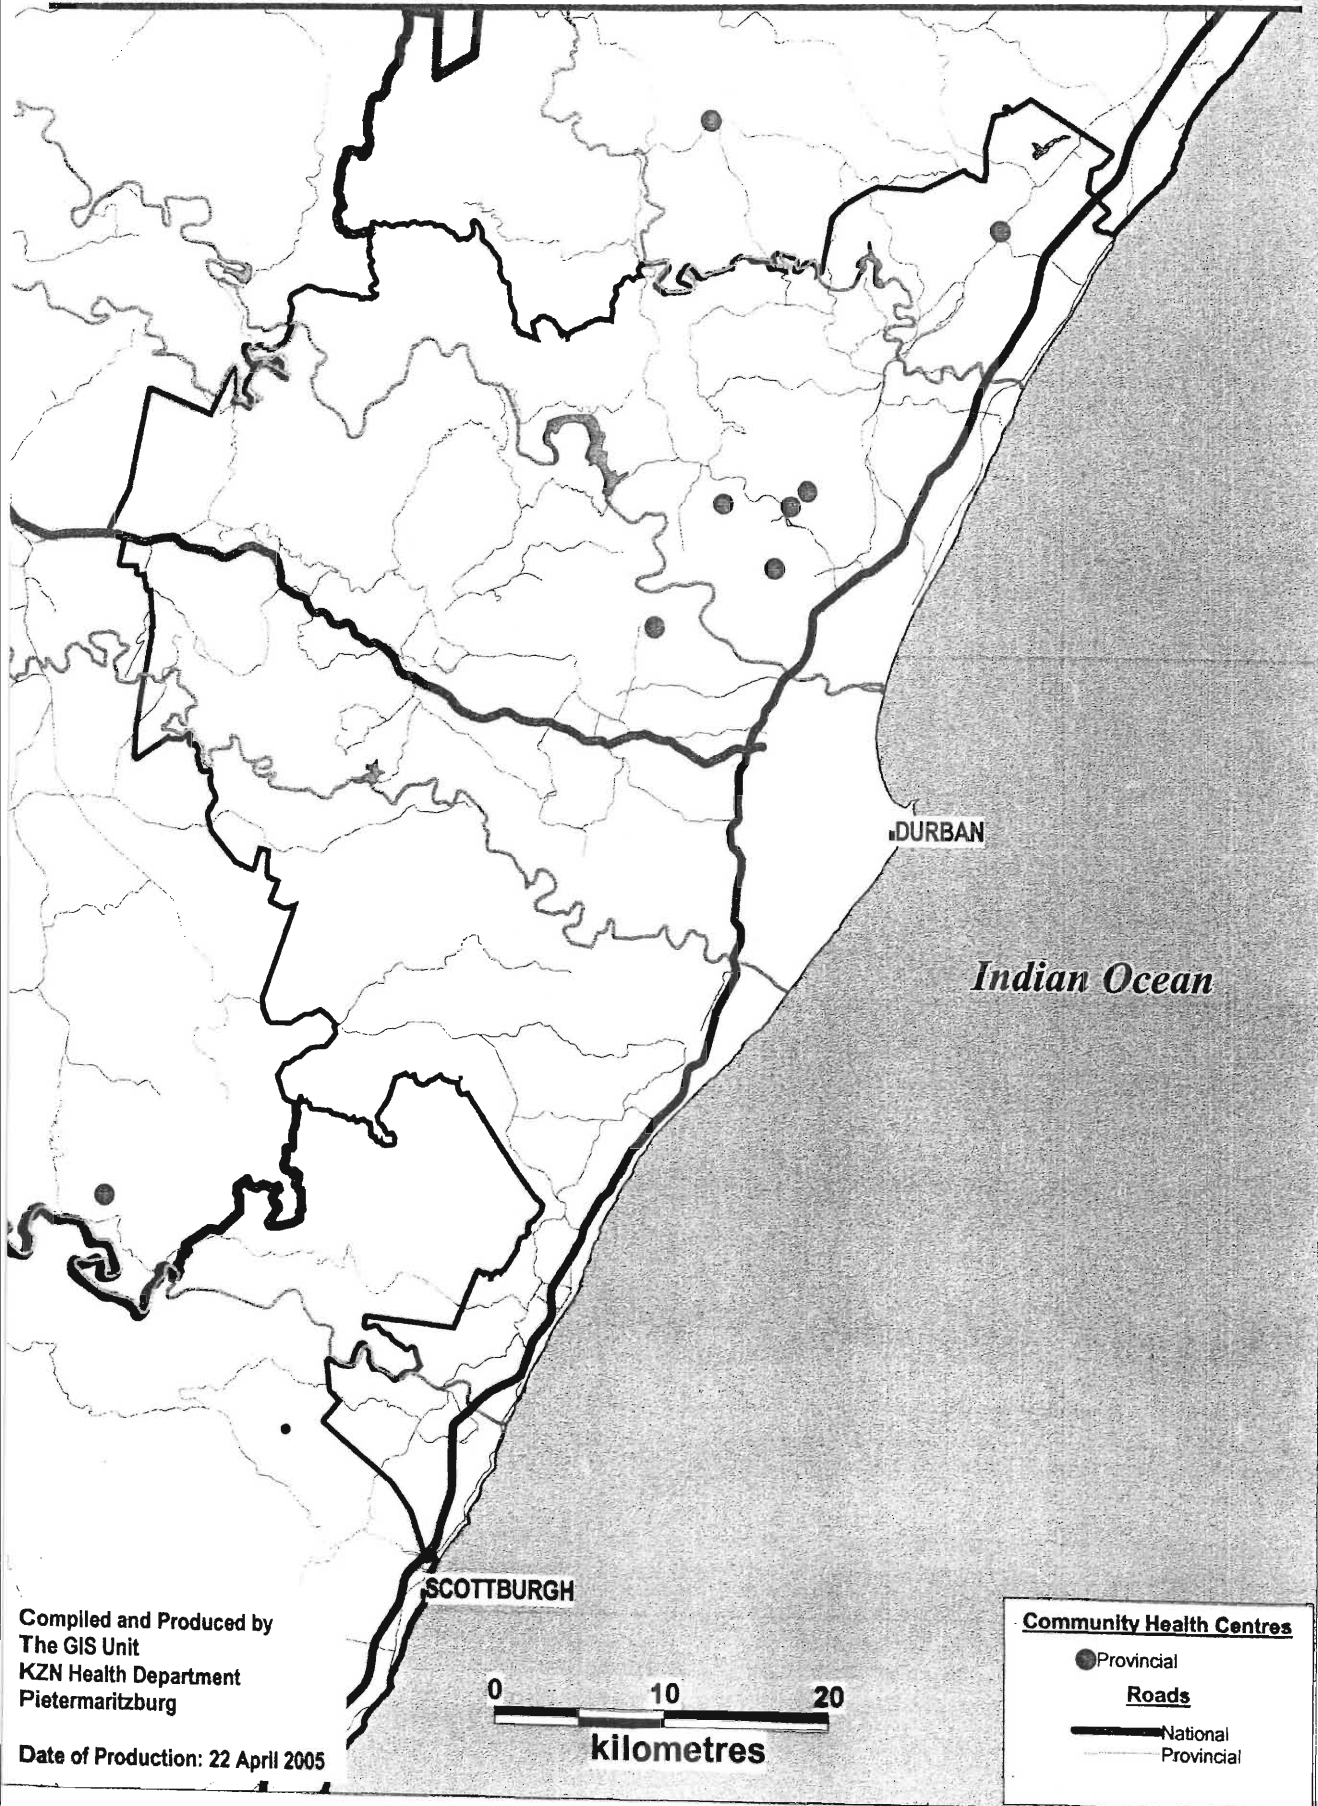 DURBAN
Indian Ocean
SCOTTBURGH
Compiled and Produced by
The GIS Unit
KZN Health Department
Pietermaritzburg
Date of Production: 22 April 2005
0 10 20
kilometres
Community Health Centres
Provincial
Roads
National
Provincial